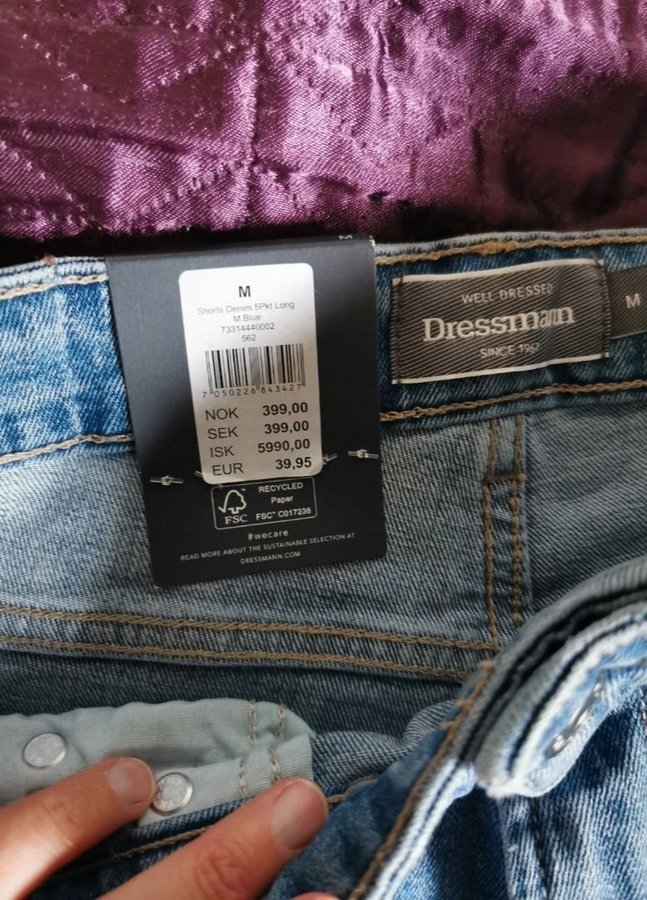 M
Shorts Denim 5Pkt Long
M.Blue
73314440002
562
7 050226 843427
NOK 399,00
SEK 399,00
ISK 5990,00
EUR 39,95
FSC
RECYCLED
Paper
FSC™ C017236
#wecare
READ MORE ABOUT THE SUSTAINABLE SELECTION AT
DRESSMANN.COM
WELL DRESSED
Dressmann
SINCE 1967
M